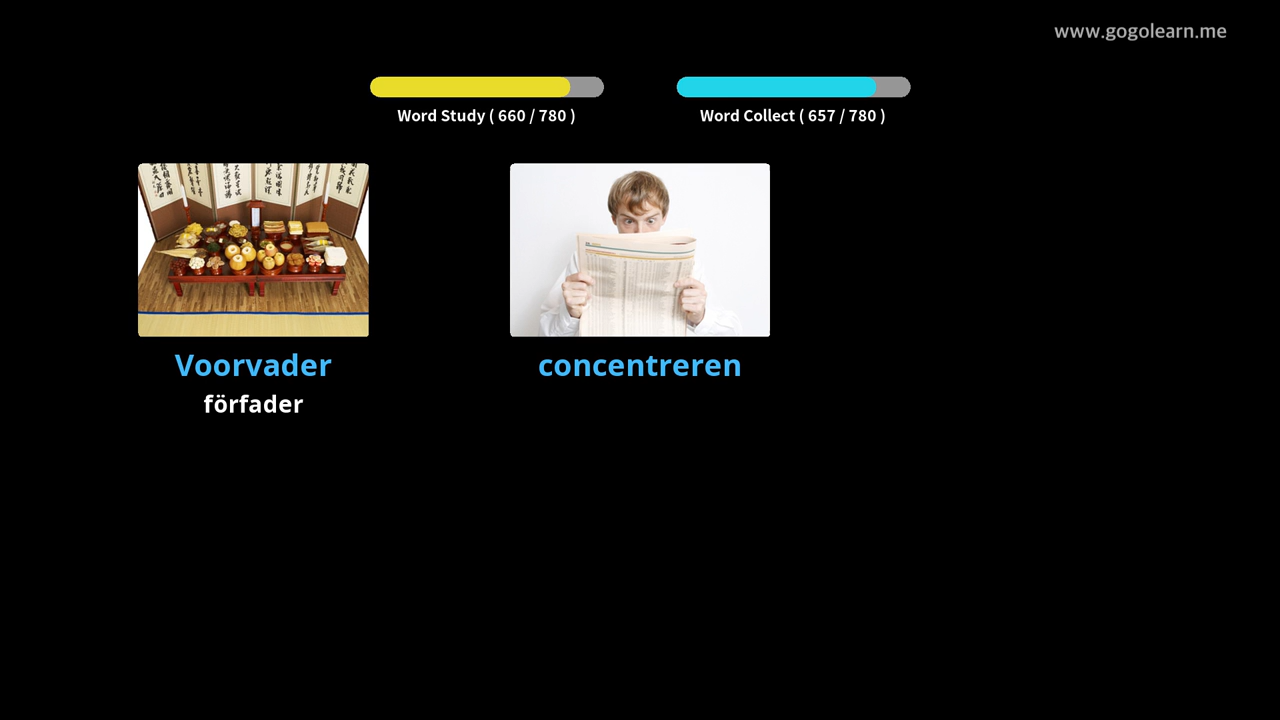 www.gogolearn.me
Word Study ( 660 / 780 )
Word Collect ( 657 / 780 )
Voorvader
förfader
concentreren